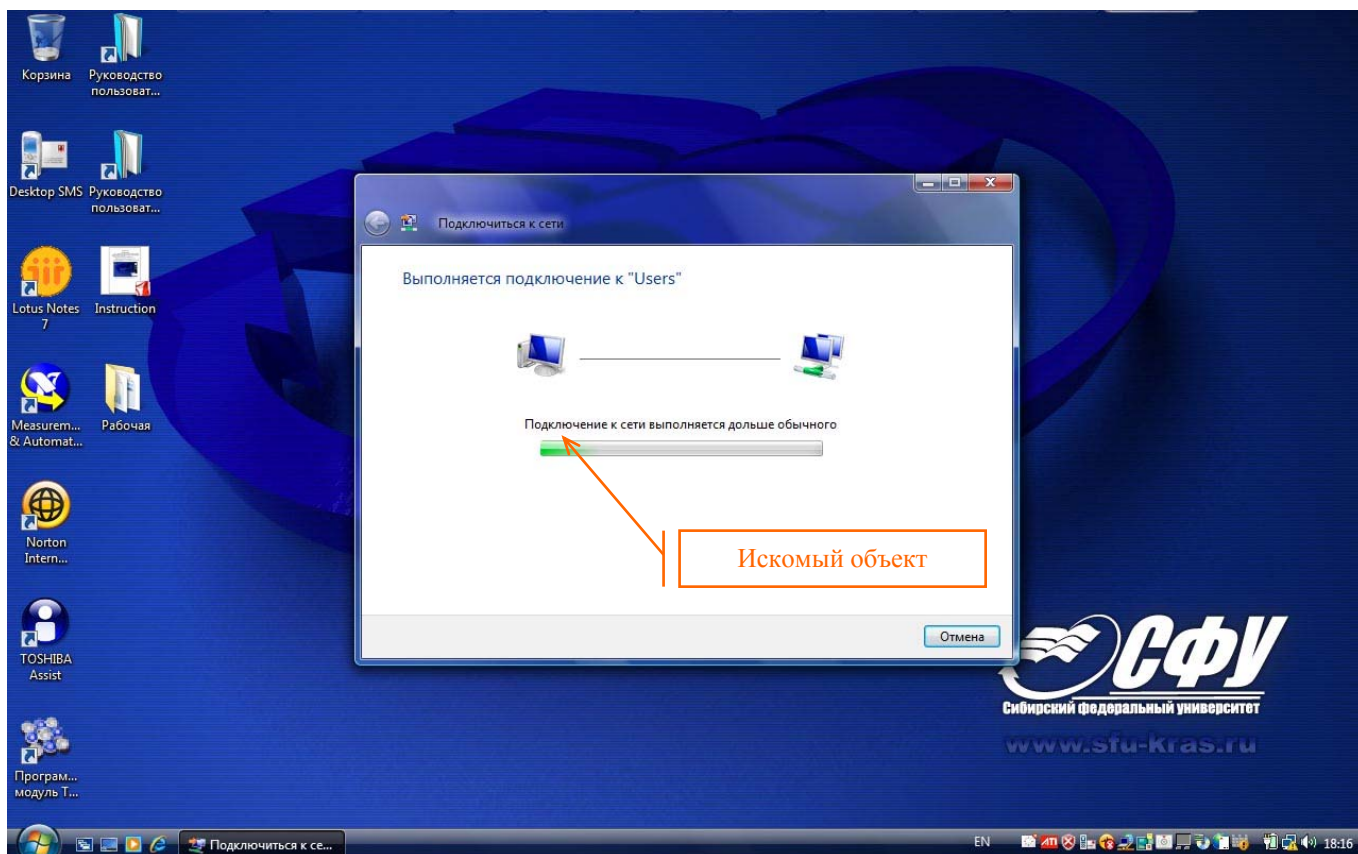 Корзина
Руководство
пользоват...
Desktop SMS
Руководство
пользоват...
Lotus Notes
7
Instruction
Measurem...
& Automat...
Рабочая
Norton
Intern...
TOSHIBA
Assist
Програм...
модуль Т...
Подключиться к сети
Выполняется подключение к "Users"
Подключение к сети выполняется дольше обычного
Искомый объект
Отмена
СФУ
Сибирский федеральный университет
www.sfu-kras.ru
Подключиться к се...
EN
18:16